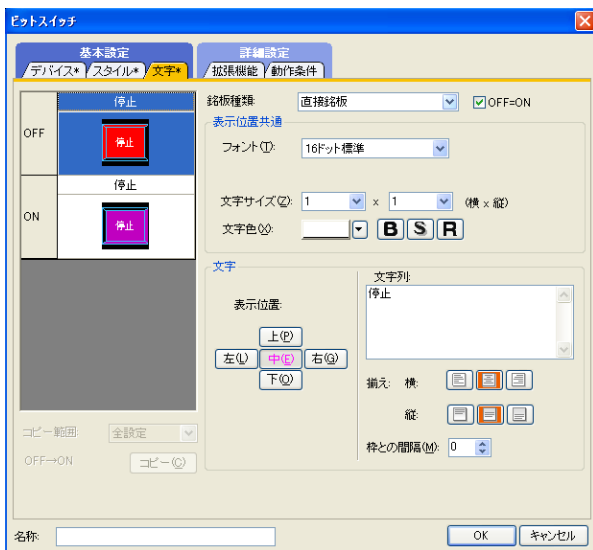 ビットスイッチ
基本設定
詳細設定
デバイス* スタイル* 文字*
拡張機能 動作条件
停止
OFF
停止
停止
ON
停止
銘板種類: 直接銘板 OFF=ON
表示位置共通
フォント(T): 16ドット標準
文字サイズ(Z): 1 x 1 (横 x 縦)
文字色(X): B S R
文字
表示位置:
上(P)
左(L) 中(E) 右(G)
下(O)
文字列:
停止
揃え: 横:
縦:
枠との間隔(M): 0
コピー範囲: 全設定
OFF→ON コピー(C)
名称:
OK キャンセル